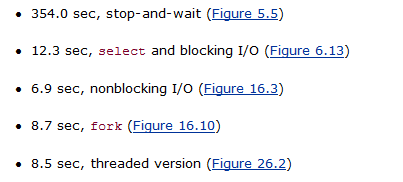 • 354.0 sec, stop-and-wait (Figure 5.5)
• 12.3 sec, select and blocking I/O (Figure 6.13)
• 6.9 sec, nonblocking I/O (Figure 16.3)
• 8.7 sec, fork (Figure 16.10)
• 8.5 sec, threaded version (Figure 26.2)